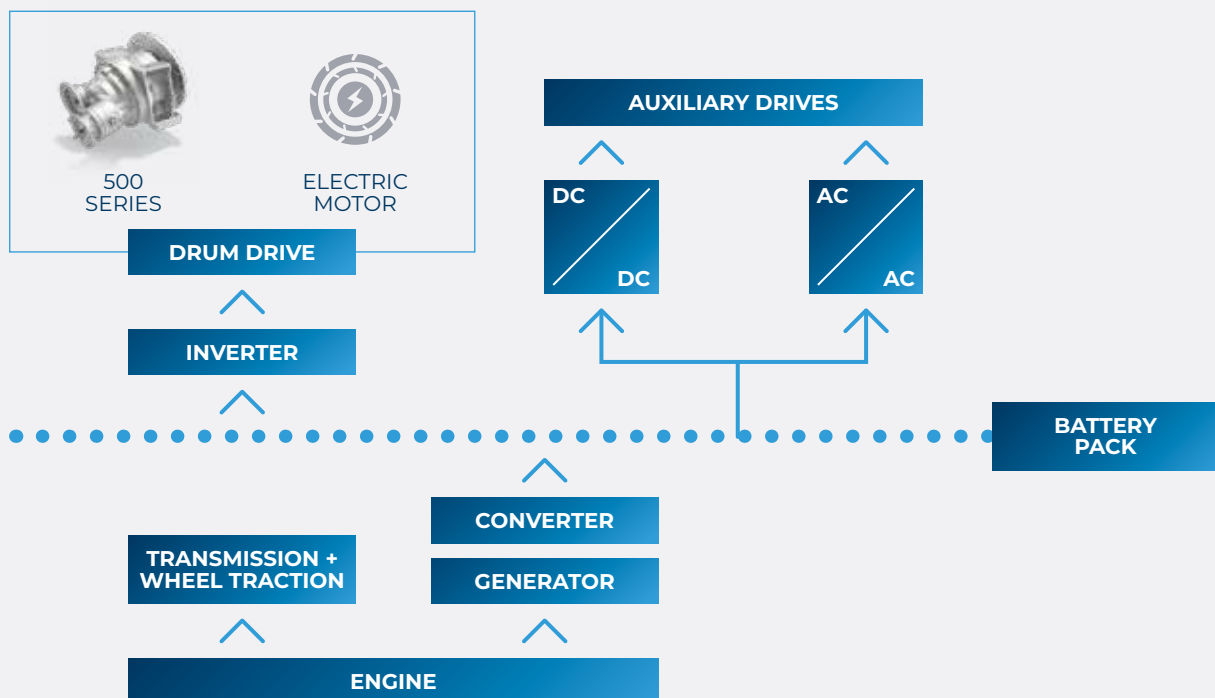 500
SERIES
ELECTRIC
MOTOR
DRUM DRIVE
INVERTER
AUXILIARY DRIVES
DC
DC
AC
AC
BATTERY
PACK
CONVERTER
GENERATOR
TRANSMISSION +
WHEEL TRACTION
ENGINE